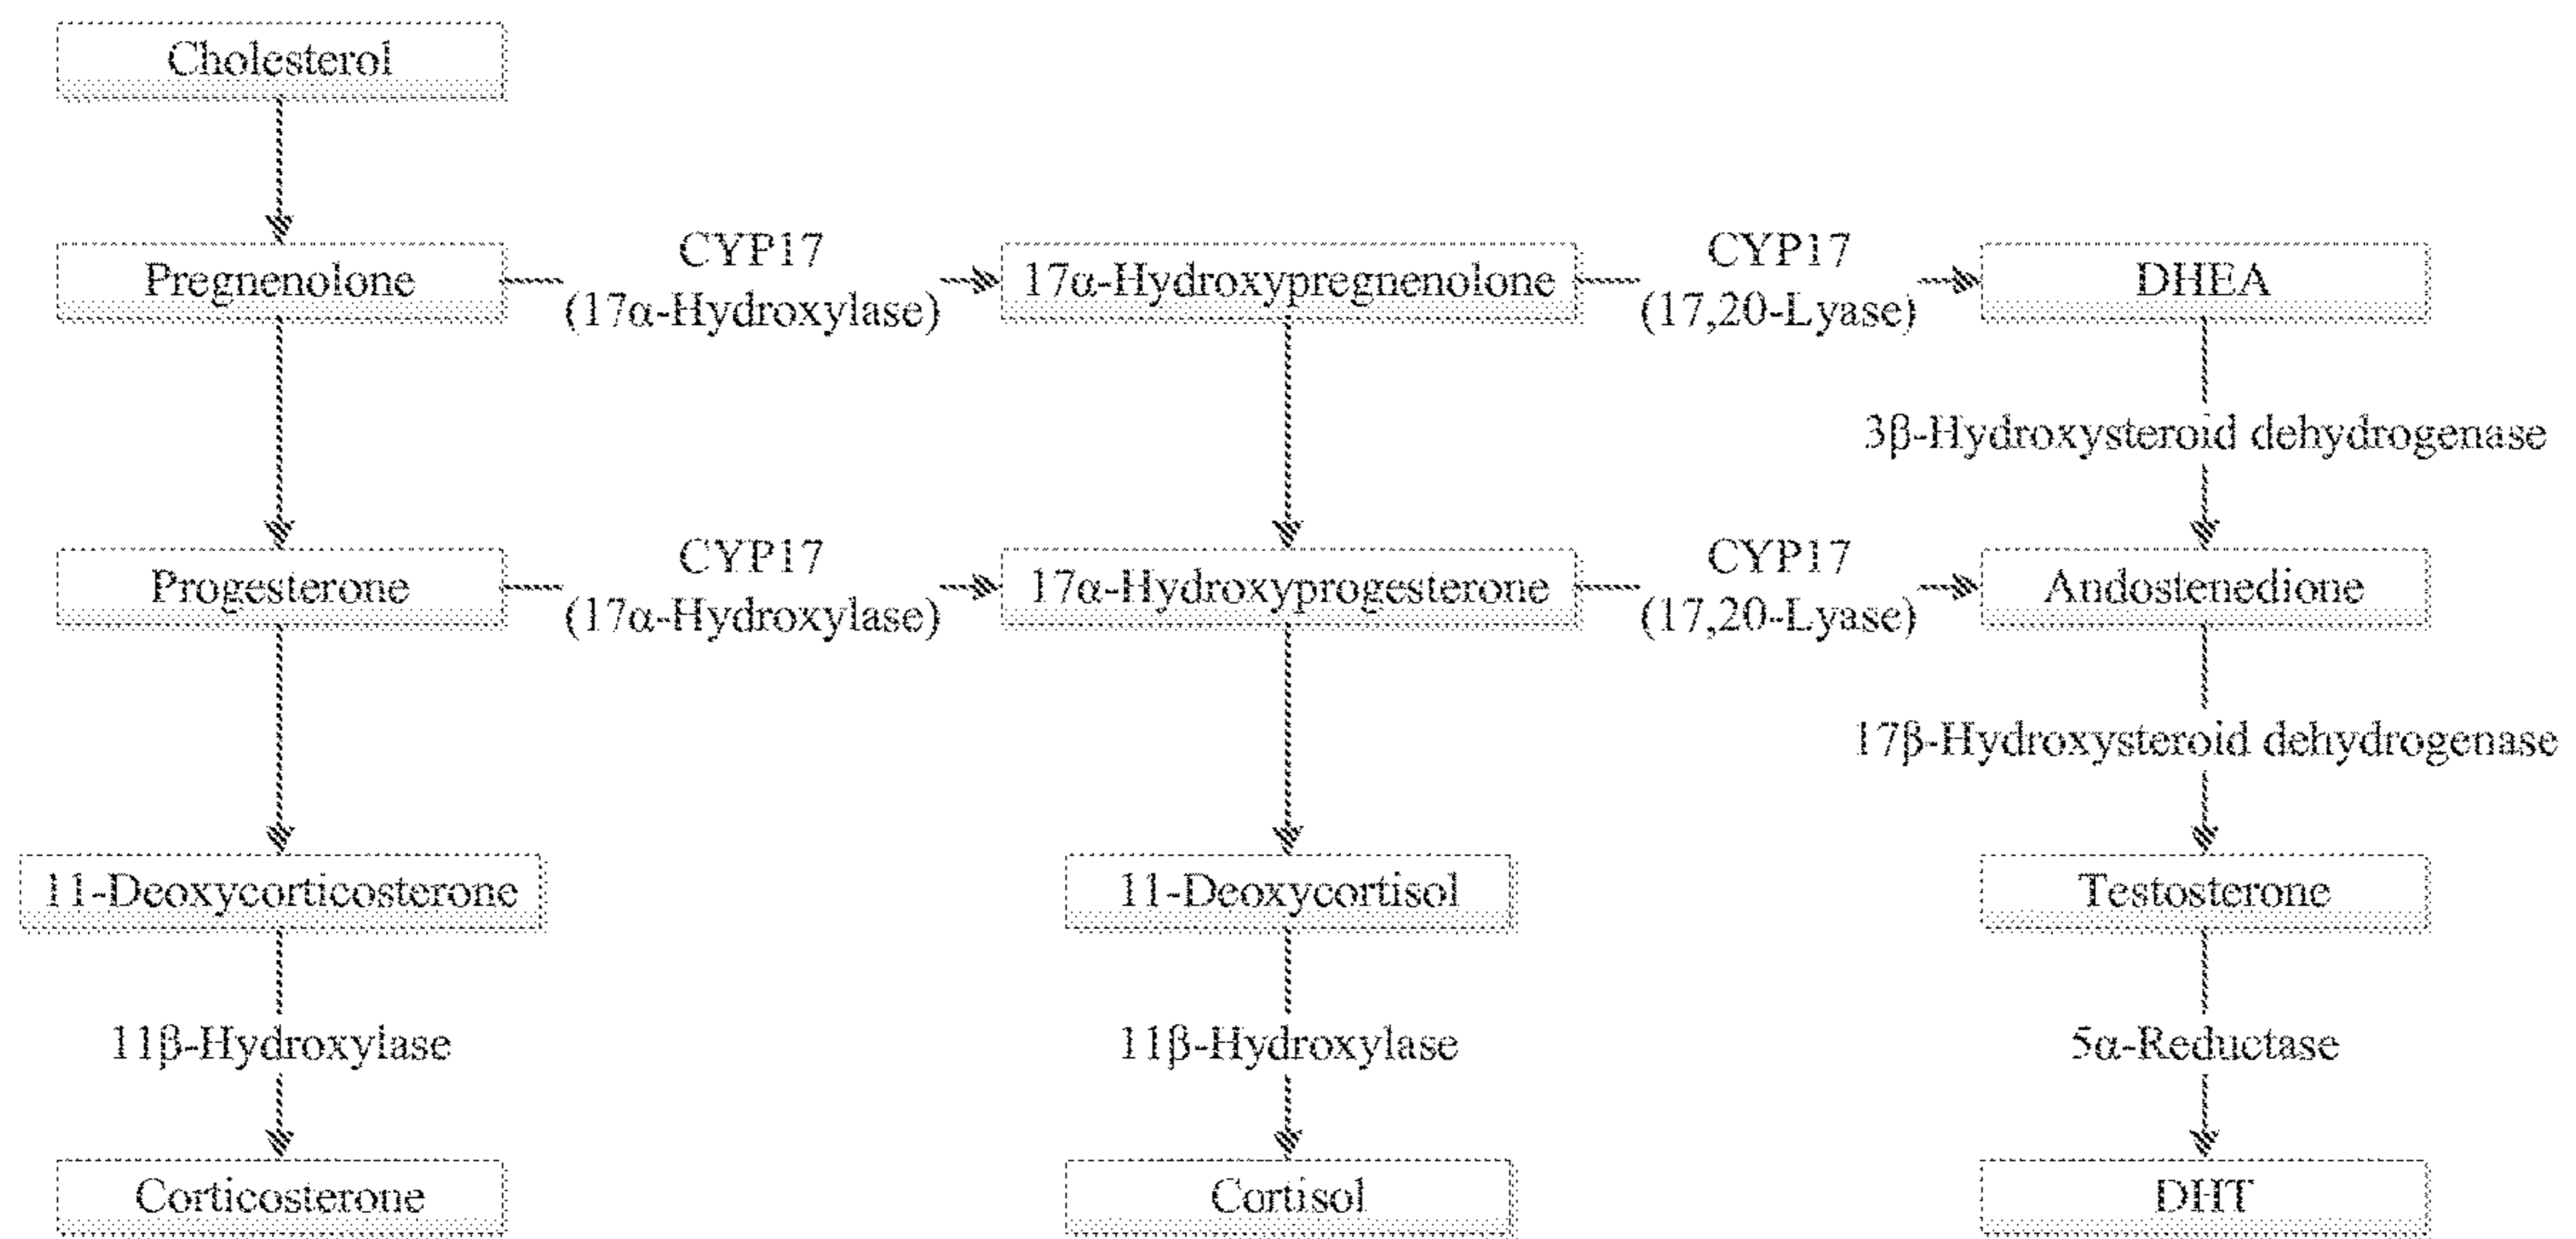 Cholesterol
Pregnenolone
CYP17
(17α-Hydroxylase)
17α-Hydroxypregnenolone
CYP17
(17,20-Lyase)
DHEA
3β-Hydroxysteroid dehydrogenase
Progesterone
CYP17
(17α-Hydroxylase)
17α-Hydroxyprogesterone
CYP17
(17,20-Lyase)
Andostenedione
17β-Hydroxysteroid dehydrogenase
11-Deoxycorticosterone
11-Deoxycortisol
Testosterone
11β-Hydroxylase
11β-Hydroxylase
5α-Reductase
Corticosterone
Cortisol
DHT